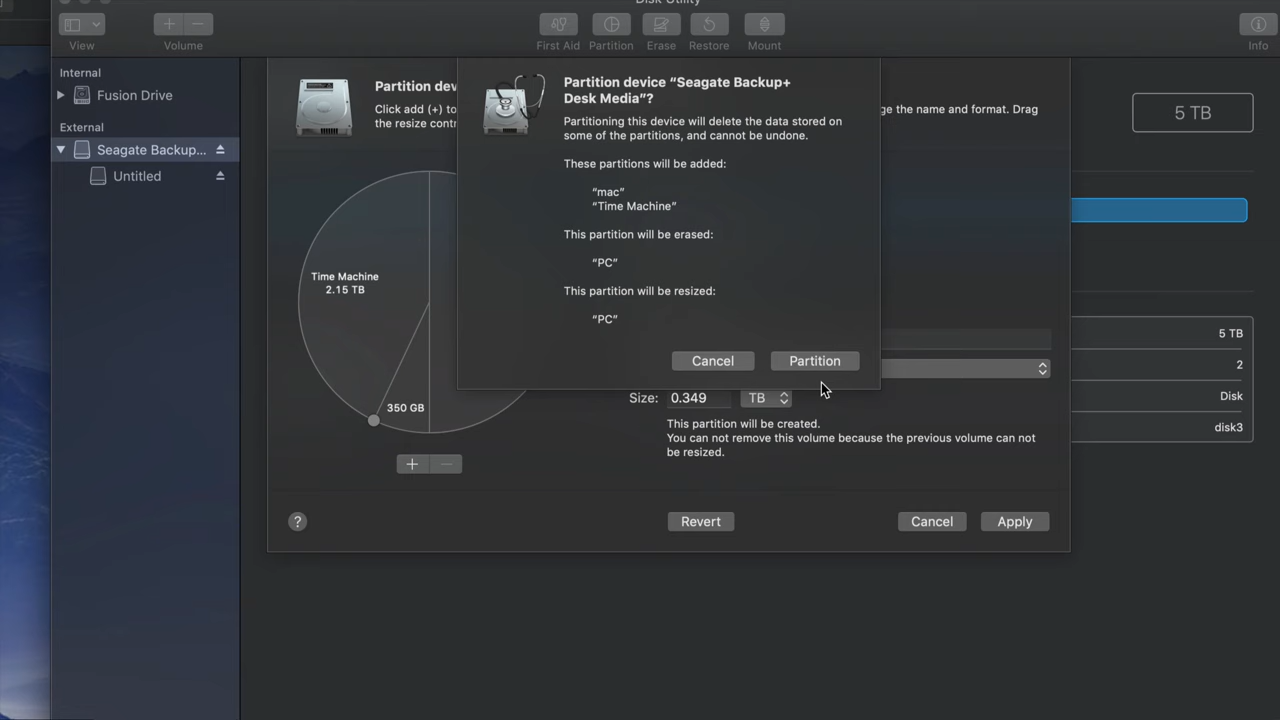 Disk Utility
View
Volume
First Aid
Partition
Erase
Restore
Mount
Info
Internal
Fusion Drive
External
Seagate Backup...
Untitled
Partition dev
Click add (+) to
the resize contr
ge the name and format. Drag
5 TB
Partition device “Seagate Backup+
Desk Media”?
Partitioning this device will delete the data stored on
some of the partitions, and cannot be undone.
These partitions will be added:
“mac”
“Time Machine”
This partition will be erased:
“PC”
This partition will be resized:
“PC”
Cancel
Partition
Time Machine
2.15 TB
350 GB
+ −
Size: 0.349 TB
This partition will be created.
You can not remove this volume because the previous volume can not
be resized.
5 TB
2
Disk
disk3
?
Revert
Cancel
Apply